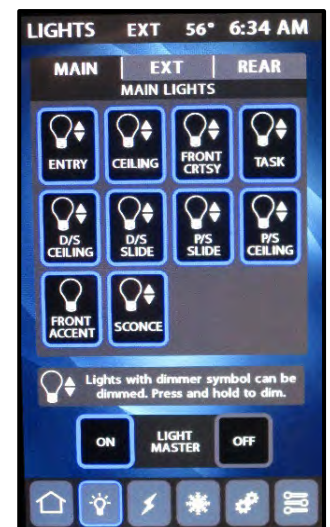 LIGHTS EXT 56° 6:34 AM
MAIN EXT REAR
MAIN LIGHTS
ENTRY CEILING FRONT CRTSY TASK
D/S CEILING D/S SLIDE P/S SLIDE P/S CEILING
FRONT ACCENT SCONCE
Lights with dimmer symbol can be
dimmed. Press and hold to dim.
ON LIGHT MASTER OFF